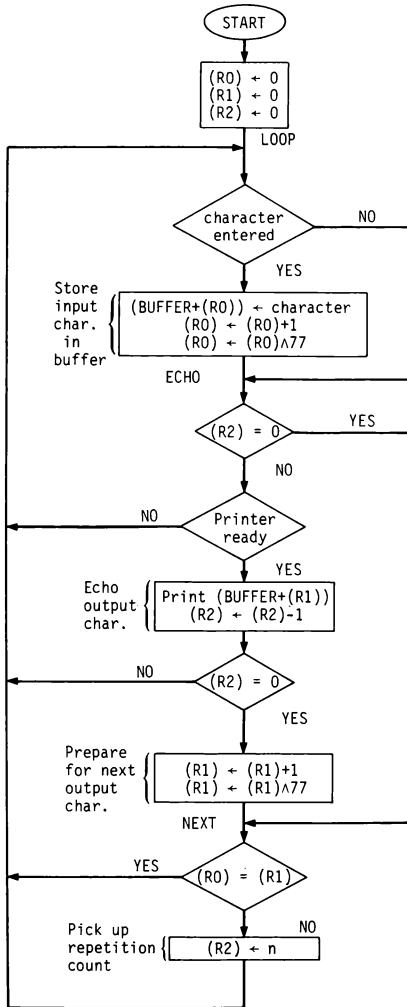 START
(R0) ← 0
(R1) ← 0
(R2) ← 0
LOOP
character
entered
NO
YES
Store
input
char.
in
buffer
(BUFFER+(R0)) ← character
(R0) ← (R0)+1
(R0) ← (R0)∧77
ECHO
(R2) = 0
YES
NO
NO
Printer
ready
YES
Echo
output
char.
Print (BUFFER+(R1))
(R2) ← (R2)-1
NO
(R2) = 0
YES
Prepare
for next
output
char.
(R1) ← (R1)+1
(R1) ← (R1)∧77
NEXT
YES
(R0) = (R1)
NO
Pick up
repetition
count
(R2) ← n